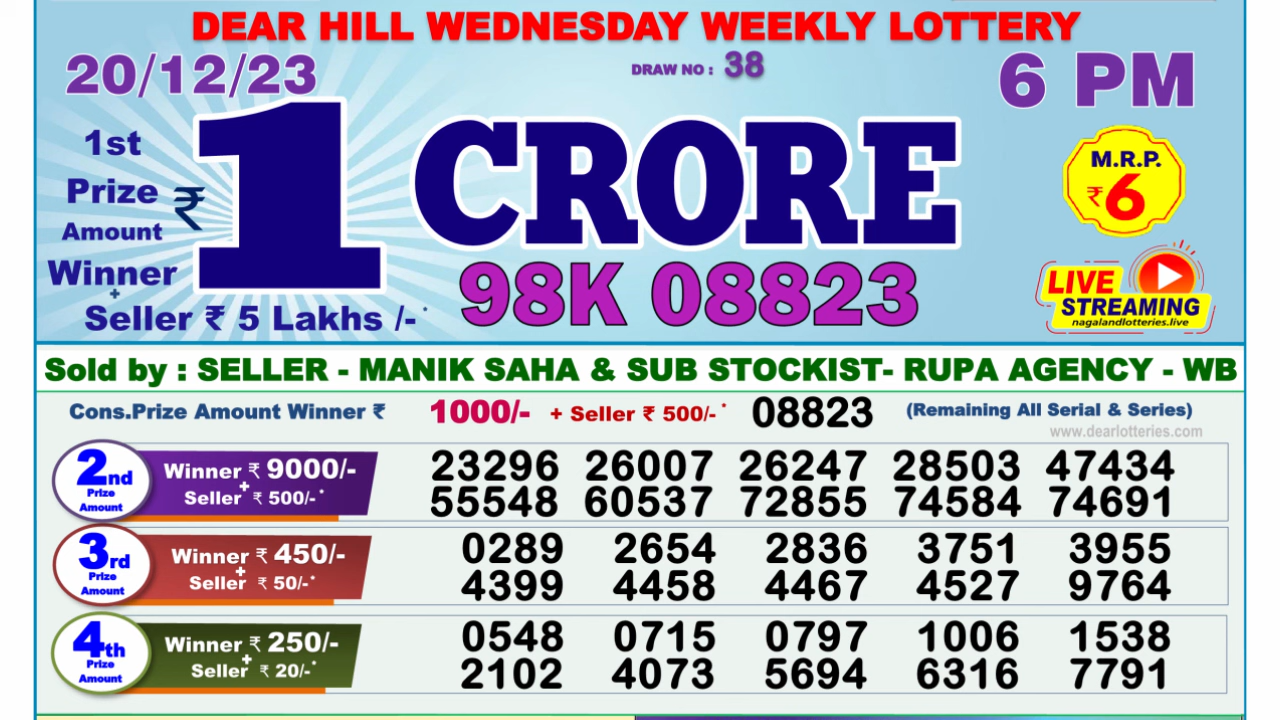 DEAR HILL WEDNESDAY WEEKLY LOTTERY
20/12/23
DRAW NO : 38
6 PM
1st
Prize
Amount
₹ 1 CRORE
M.R.P.
₹6
Winner
98K 08823
+
Seller ₹ 5 Lakhs /-*
LIVE
STREAMING
nagalandlotteries.live
Sold by : SELLER - MANIK SAHA & SUB STOCKIST- RUPA AGENCY - WB
Cons.Prize Amount Winner ₹ 1000/- + Seller ₹ 500/-* 08823 (Remaining All Serial & Series)
www.dearlotteries.com
2nd
Prize
Amount
Winner ₹ 9000/-
+
Seller ₹ 500/-*
23296 26007 26247 28503 47434
55548 60537 72855 74584 74691
3rd
Prize
Amount
Winner ₹ 450/-
+
Seller ₹ 50/-*
0289 2654 2836 3751 3955
4399 4458 4467 4527 9764
4th
Prize
Amount
Winner ₹ 250/-
+
Seller ₹ 20/-*
0548 0715 0797 1006 1538
2102 4073 5694 6316 7791